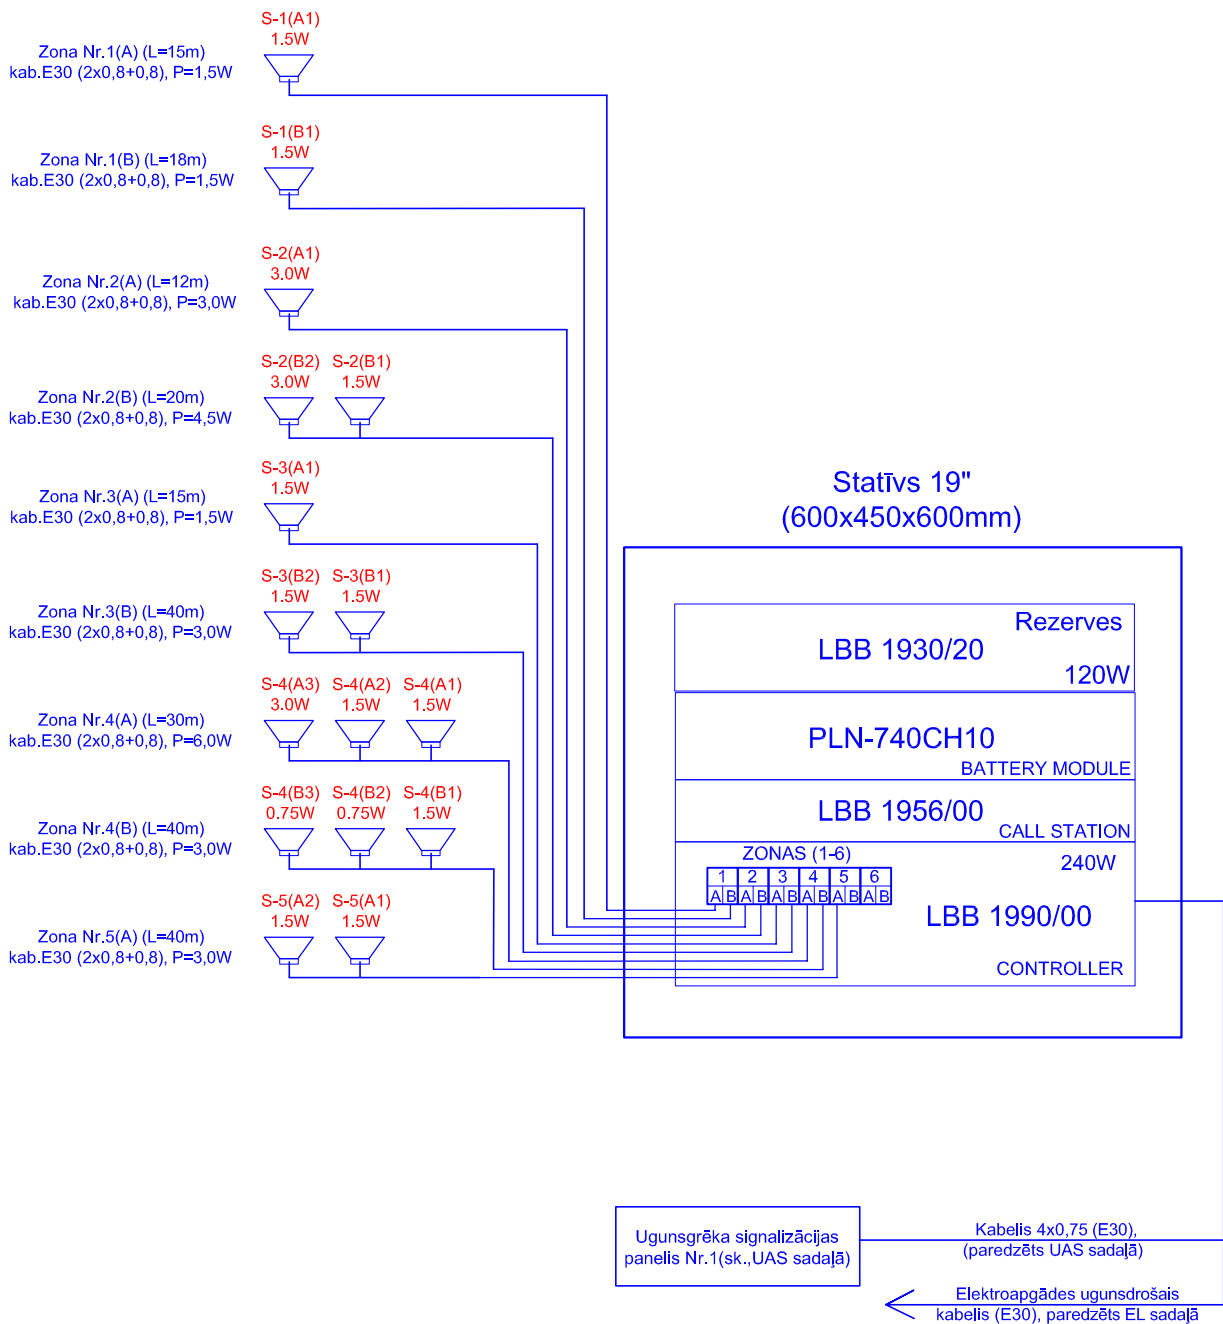 S-1(A1)
1.5W
Zona Nr.1(A) (L=15m)
kab.E30 (2x0,8+0,8), P=1,5W
S-1(B1)
1.5W
Zona Nr.1(B) (L=18m)
kab.E30 (2x0,8+0,8), P=1,5W
S-2(A1)
3.0W
Zona Nr.2(A) (L=12m)
kab.E30 (2x0,8+0,8), P=3,0W
S-2(B2) S-2(B1)
3.0W 1.5W
Zona Nr.2(B) (L=20m)
kab.E30 (2x0,8+0,8), P=4,5W
S-3(A1)
1.5W
Zona Nr.3(A) (L=15m)
kab.E30 (2x0,8+0,8), P=1,5W
S-3(B2) S-3(B1)
1.5W 1.5W
Zona Nr.3(B) (L=40m)
kab.E30 (2x0,8+0,8), P=3,0W
S-4(A3) S-4(A2) S-4(A1)
3.0W 1.5W 1.5W
Zona Nr.4(A) (L=30m)
kab.E30 (2x0,8+0,8), P=6,0W
S-4(B3) S-4(B2) S-4(B1)
0.75W 0.75W 1.5W
Zona Nr.4(B) (L=40m)
kab.E30 (2x0,8+0,8), P=3,0W
S-5(A2) S-5(A1)
1.5W 1.5W
Zona Nr.5(A) (L=40m)
kab.E30 (2x0,8+0,8), P=3,0W
Statīvs 19"
(600x450x600mm)
Rezerves
LBB 1930/20
120W
PLN-740CH10
BATTERY MODULE
LBB 1956/00
CALL STATION
ZONAS (1-6)
240W
1 2 3 4 5 6
A B A B A B A B A B A B
LBB 1990/00
CONTROLLER
Ugunsgrēka signalizācijas
panelis Nr.1(sk.,UAS sadaļā)
Kabelis 4x0,75 (E30),
(paredzēts UAS sadaļā)
Elektroapgādes ugunsdrošais
kabelis (E30), paredzēts EL sadaļā